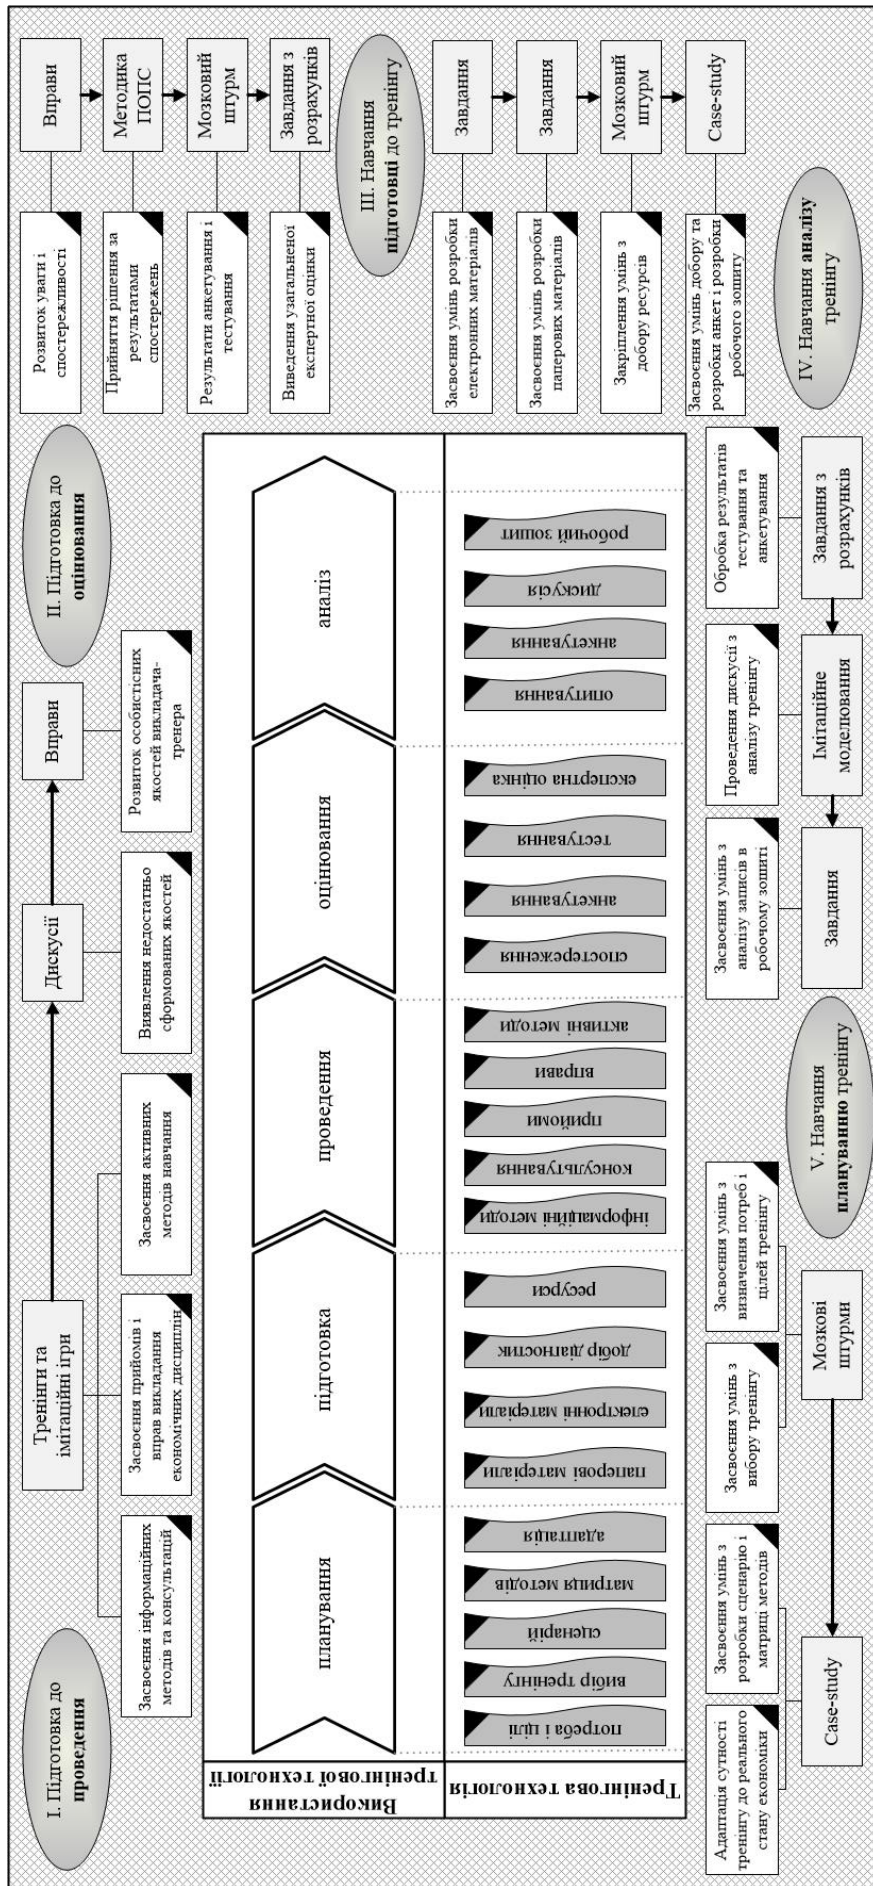 І. Підготовка до
проведення
Тренінги та
імітаційні ігри
Засвоєння інформаційних
методів та консультацій
Засвоєння прийомів і
вправ викладання
економічних дисциплін
Засвоєння активних
методів навчання
Дискусії
Виявлення недостатньо
сформованих якостей
Вправи
Розвиток особистісних
якостей викладача-
тренера
ІІ. Підготовка до
оцінювання
Вправи
Розвиток уваги і
спостережливості
Методика
ПОПС
Прийняття рішення за
результатами
спостережень
Мозковий
штурм
Результати анкетування і
тестування
Завдання з
розрахунків
Виведення узагальненої
експертної оцінки
ІІІ. Навчання
підготовці до тренінгу
Завдання
Засвоєння умінь розробки
електронних матеріалів
Завдання
Засвоєння умінь розробки
паперових матеріалів
Мозковий
штурм
Закріплення умінь з
добору ресурсів
Case-study
Засвоєння умінь добору та
розробки анкет і розробки
робочого зошиту
IV. Навчання аналізу
тренінгу
Використання
тренінгової технології
планування
підготовка
проведення
оцінювання
аналіз
Тренінгова технологія
потреба і цілі
вибір тренінгу
сценарій
матриця методів
адаптація
паперові матеріали
електронні матеріали
добір діагностик
ресурси
інформаційні методи
консультування
прийоми
вправи
активні методи
спостереження
анкетування
тестування
експертна оцінка
опитування
анкетування
дискусія
робочий зошит
Обробка результатів
тестування та
анкетування
Завдання з
розрахунків
Проведення дискусії з
аналізу тренінгу
Імітаційне
моделювання
Засвоєння умінь з
аналізу записів в
робочому зошиті
Завдання
V. Навчання
плануванню тренінгу
Засвоєння умінь з
визначення потреб і
цілей тренінгу
Засвоєння умінь з
вибору тренінгу
Мозкові
штурми
Засвоєння умінь з
розробки сценарію і
матриці методів
Адаптація сутності
тренінгу до реального
стану економіки
Case-study